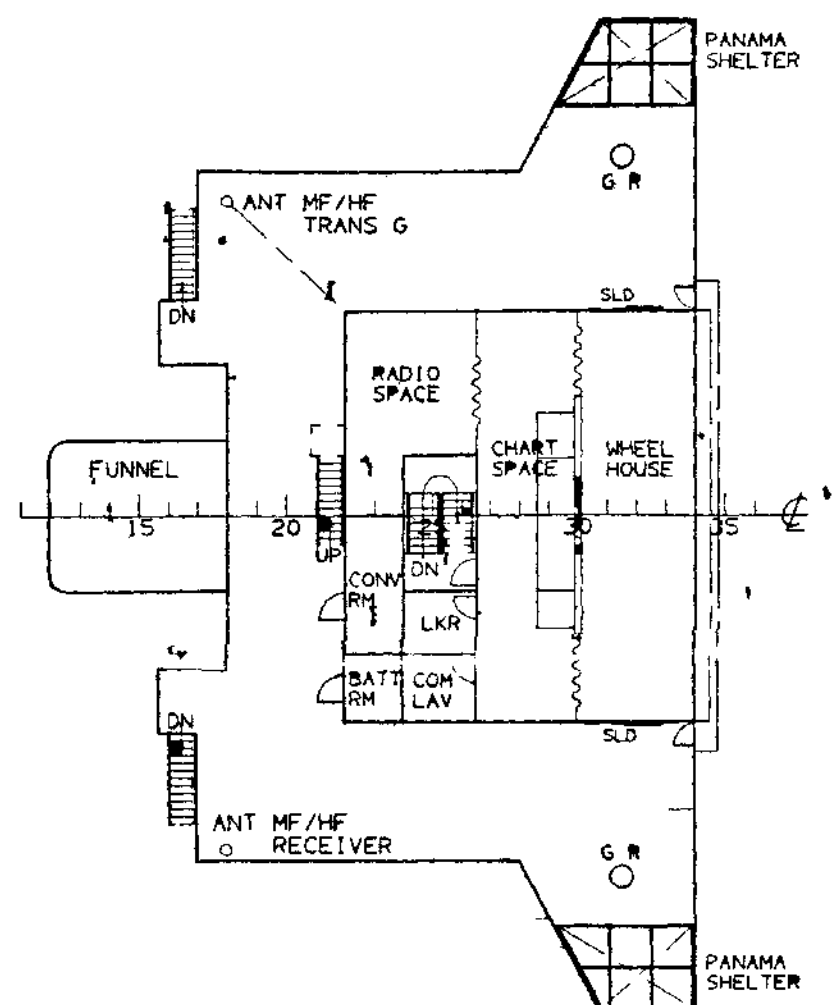 PANAMA
SHELTER
G R
ANT MF/HF
TRANS G
SLD
DN
RADIO
SPACE
CHART
SPACE
WHEEL
HOUSE
FUNNEL
15
20
30
35
UP
DN
CONV
RM
LKR
BATT
RM
COM
LAV
DN
SLD
ANT MF/HF
RECEIVER
G R
PANAMA
SHELTER